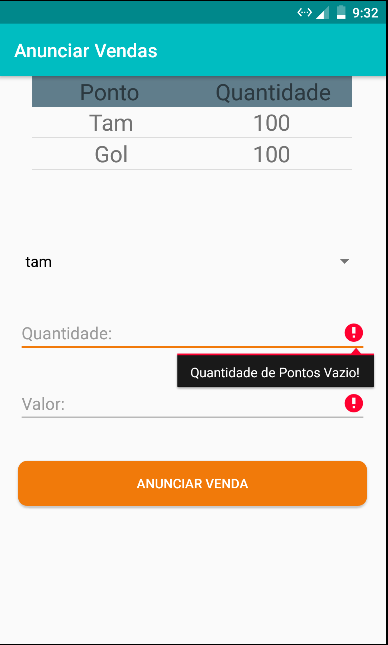 9:32
Anunciar Vendas
Ponto Quantidade
Tam 100
Gol 100
tam
Quantidade:
Quantidade de Pontos Vazio!
Valor:
ANUNCIAR VENDA